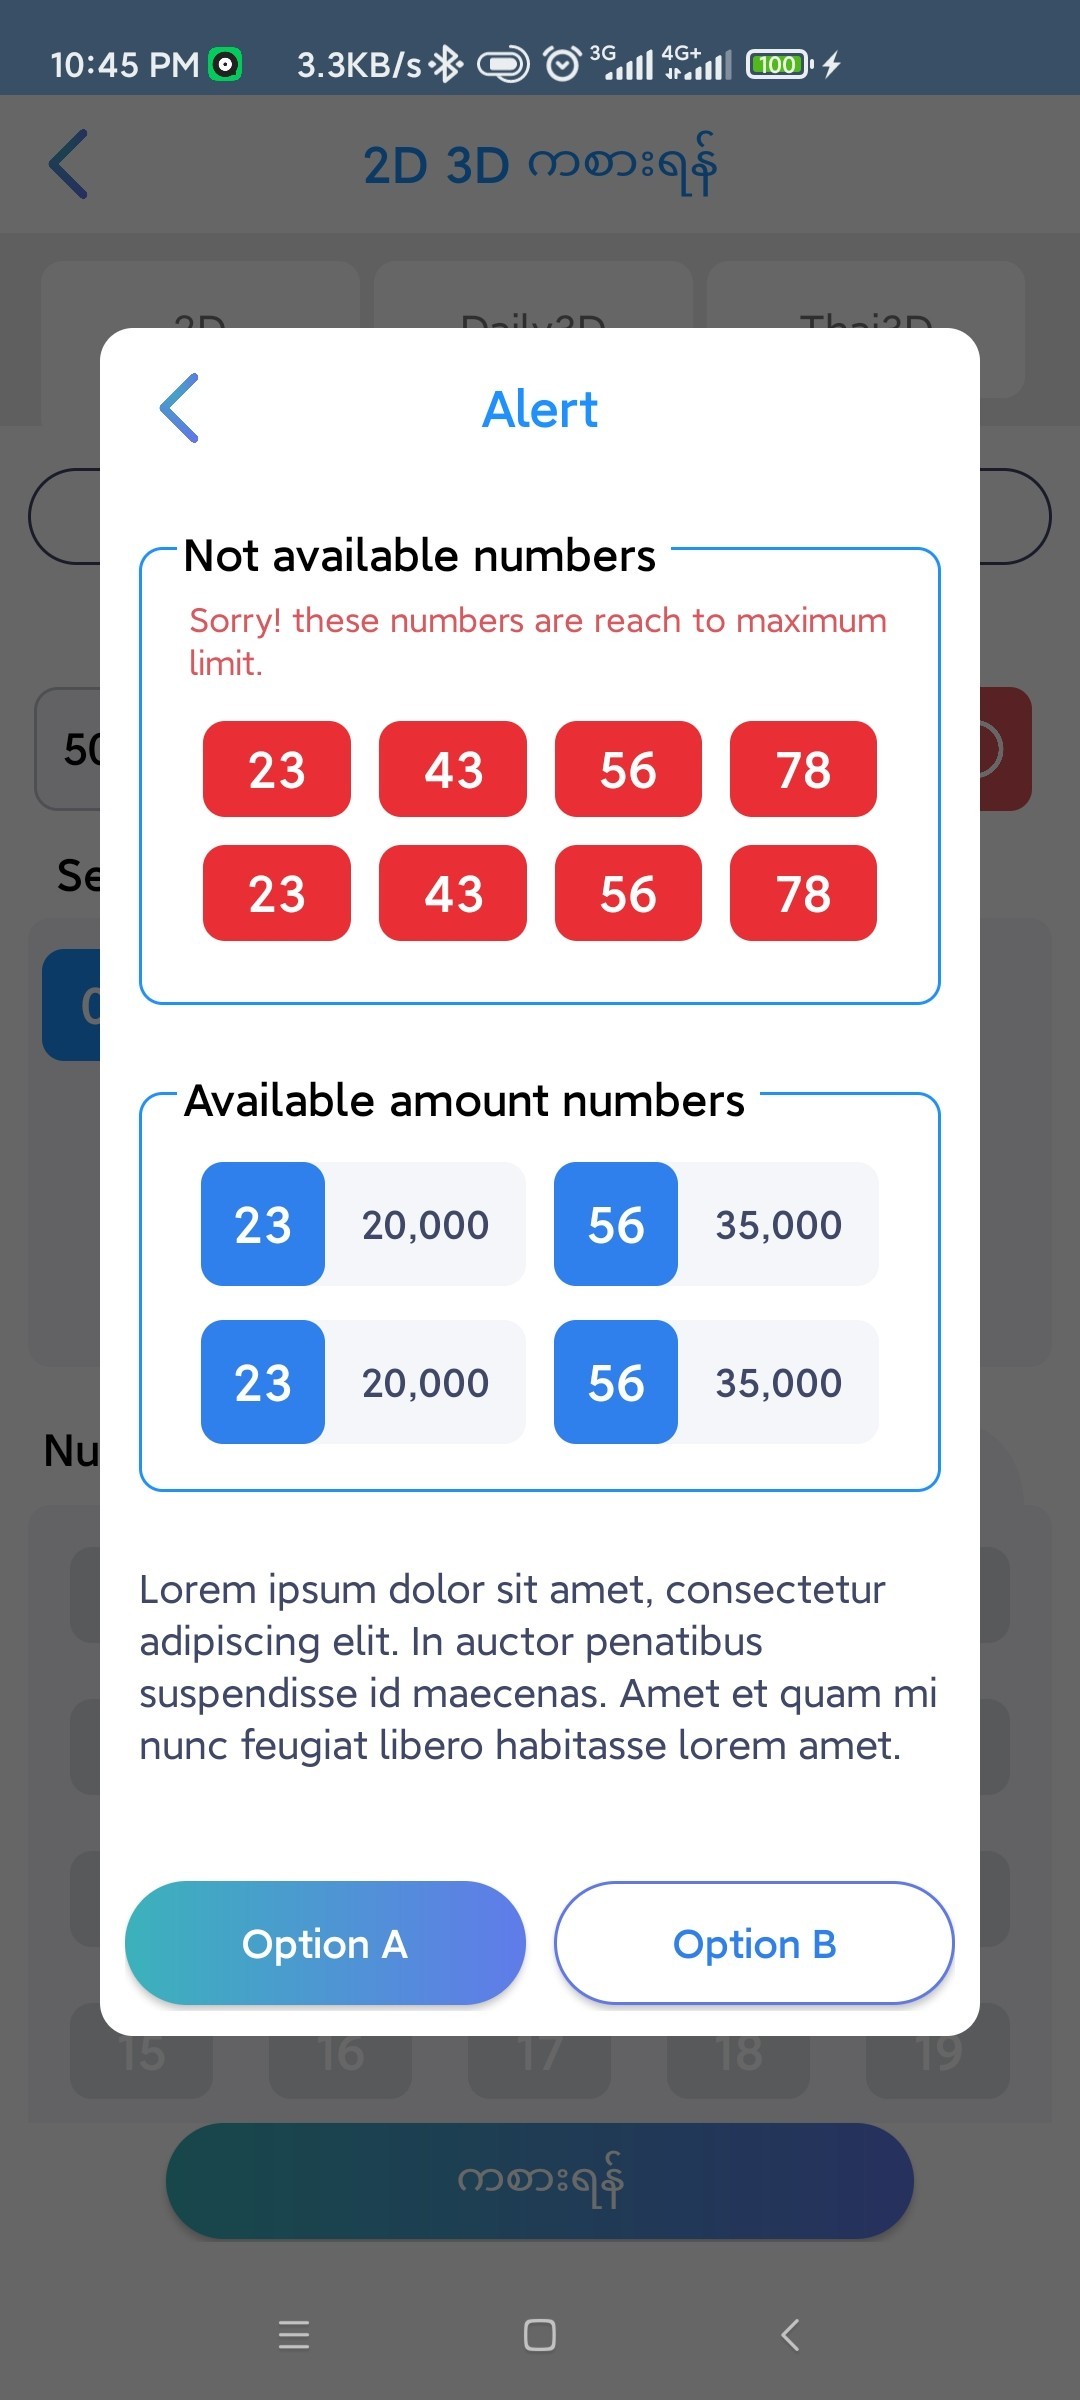 10:45 PM 3.3KB/s 3G 4G+ 100
2D 3D ကစားရန်
2D Daily3D Thai3D
Alert
Not available numbers
Sorry! these numbers are reach to maximum
limit.
23 43 56 78
23 43 56 78
Available amount numbers
23 20,000 56 35,000
23 20,000 56 35,000
Lorem ipsum dolor sit amet, consectetur
adipiscing elit. In auctor penatibus
suspendisse id maecenas. Amet et quam mi
nunc feugiat libero habitasse lorem amet.
Option A Option B
15 16 17 18 19
ကစားရန်